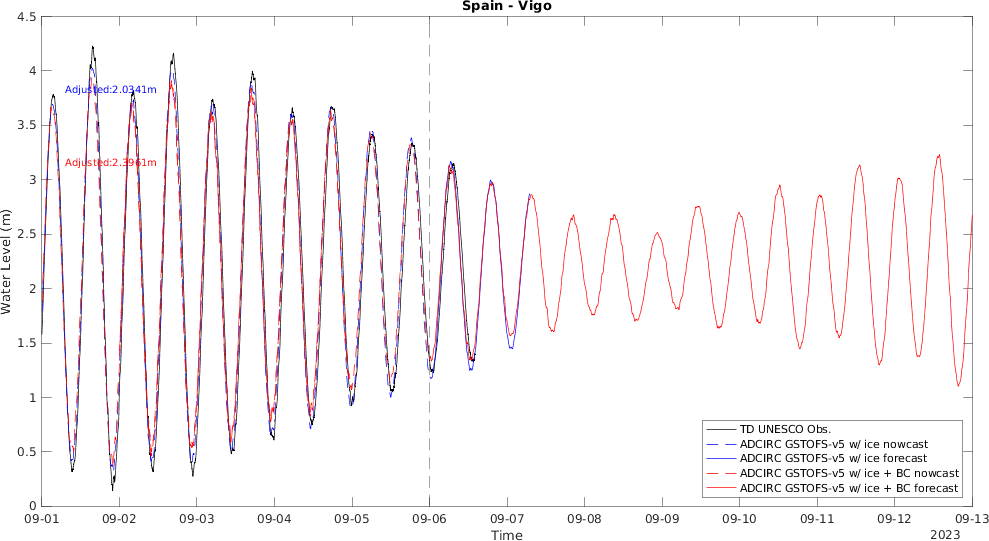 Spain - Vigo
4.5
4
3.5
3
2.5
2
1.5
1
0.5
0
Water Level (m)
Adjusted:2.0341m
Adjusted:2.3961m
TD UNESCO Obs.
ADCIRC GSTOFS-v5 w/ ice nowcast
ADCIRC GSTOFS-v5 w/ ice forecast
ADCIRC GSTOFS-v5 w/ ice + BC nowcast
ADCIRC GSTOFS-v5 w/ ice + BC forecast
09-01 09-02 09-03 09-04 09-05 09-06 09-07 09-08 09-09 09-10 09-11 09-12 09-13
Time
2023